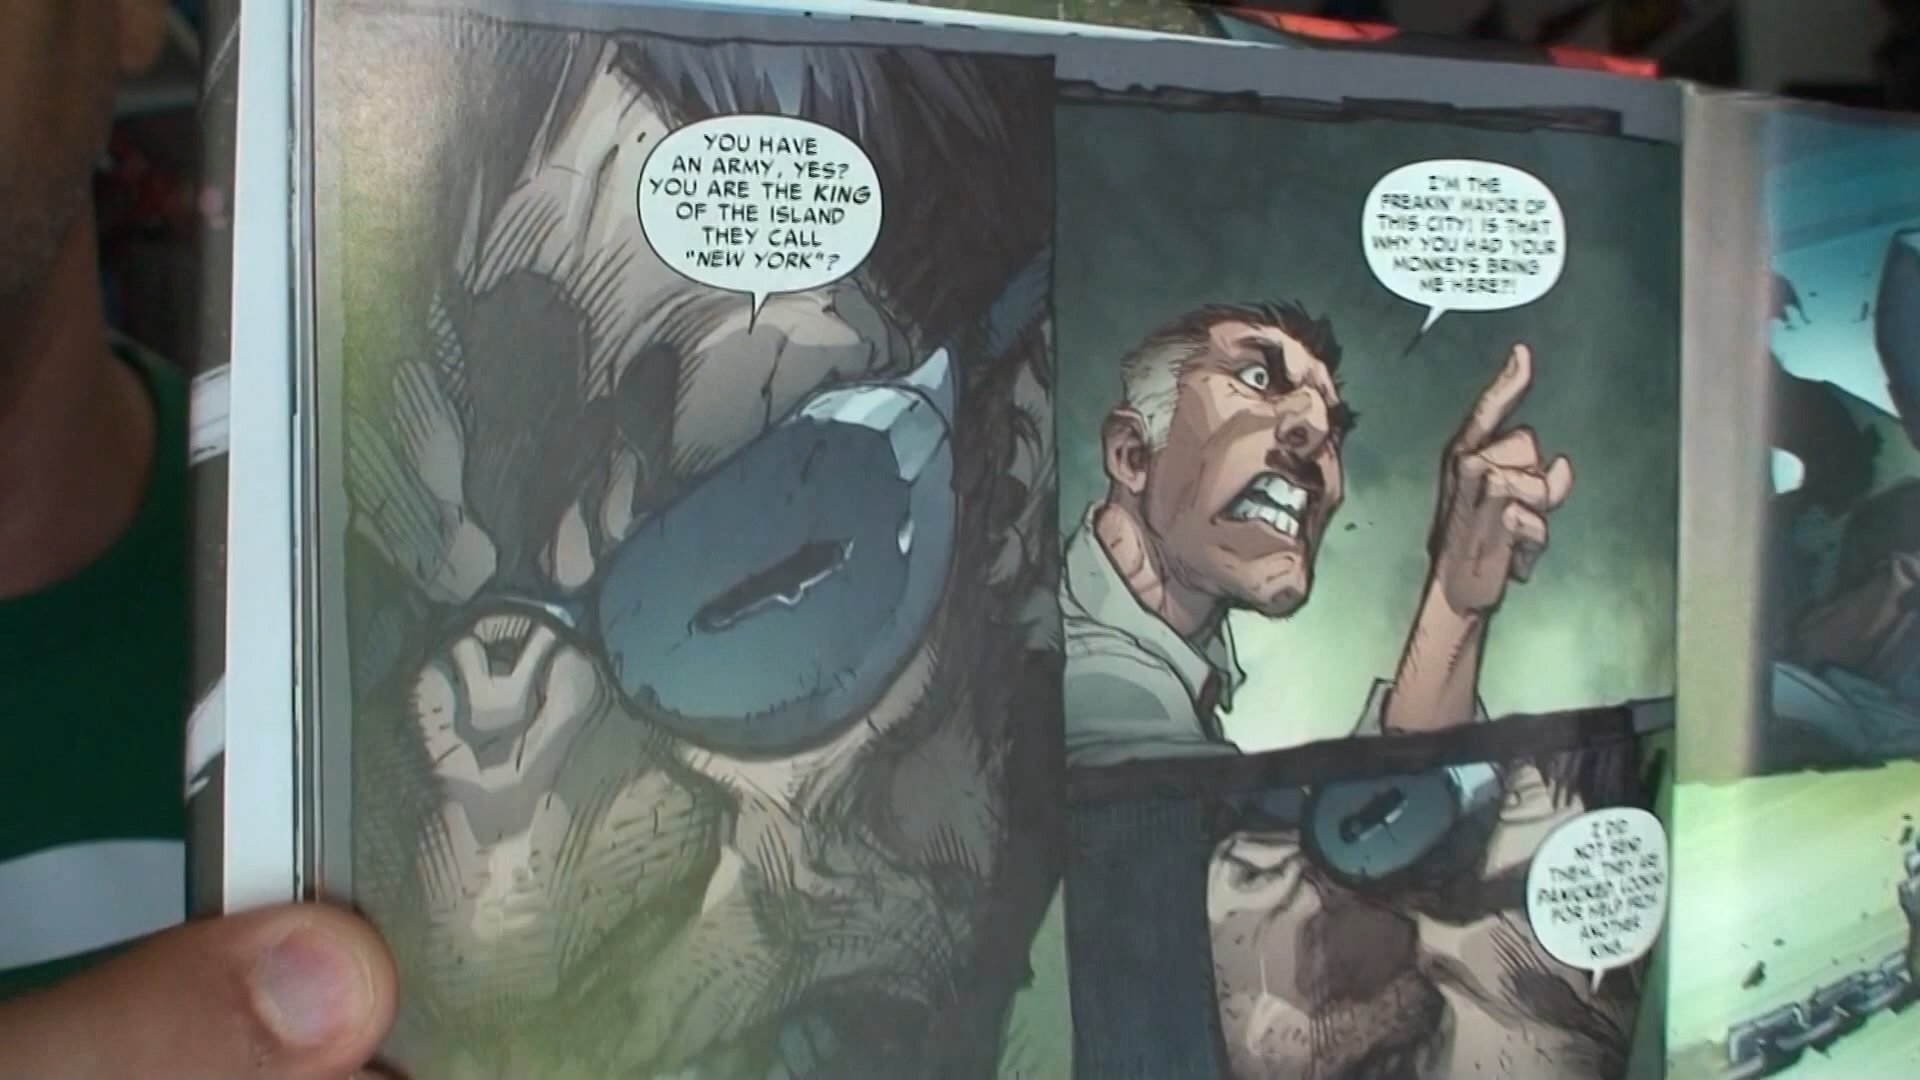 YOU HAVE
AN ARMY, YES?
YOU ARE THE KING
OF THE ISLAND
THEY CALL
"NEW YORK"?
I'M THE
FREAKIN' MAYOR OF
THIS CITY! IS THAT
WHY YOU HAD YOUR
MONKEYS BRING
ME HERE?!
I DID
NOT SEND
THEM. THEY ARE
PANICKED, LOOKING
FOR HELP FROM
ANOTHER
KING...